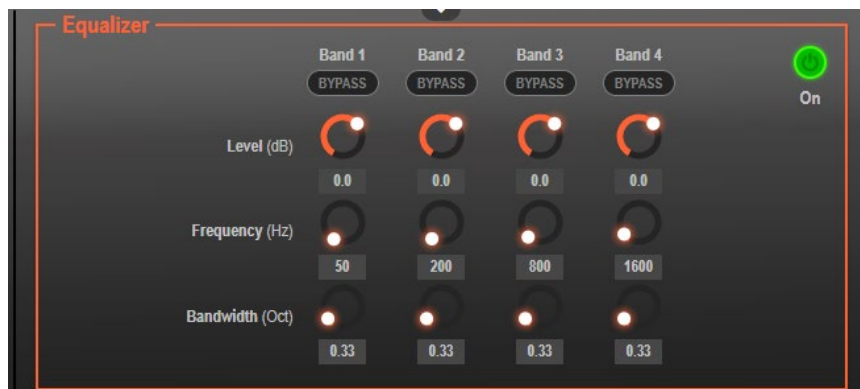 Equalizer
Band 1 Band 2 Band 3 Band 4
BYPASS BYPASS BYPASS BYPASS
On
Level (dB)
0.0 0.0 0.0 0.0
Frequency (Hz)
50 200 800 1600
Bandwidth (Oct)
0.33 0.33 0.33 0.33